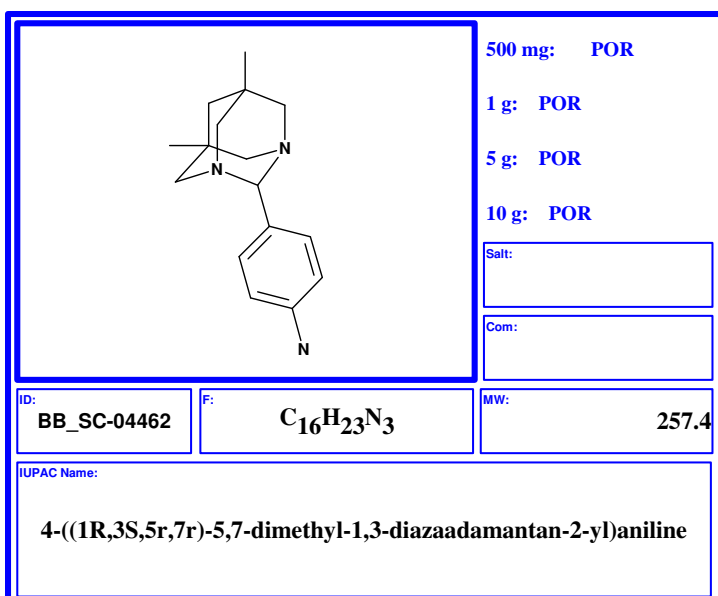 500 mg: POR
1 g: POR
5 g: POR
10 g: POR
N
N
N
Salt:
Com:
ID:
BB_SC-04462
F:
C16H23N3
MW:
257.4
IUPAC Name:
4-((1R,3S,5r,7r)-5,7-dimethyl-1,3-diazaadamantan-2-yl)aniline